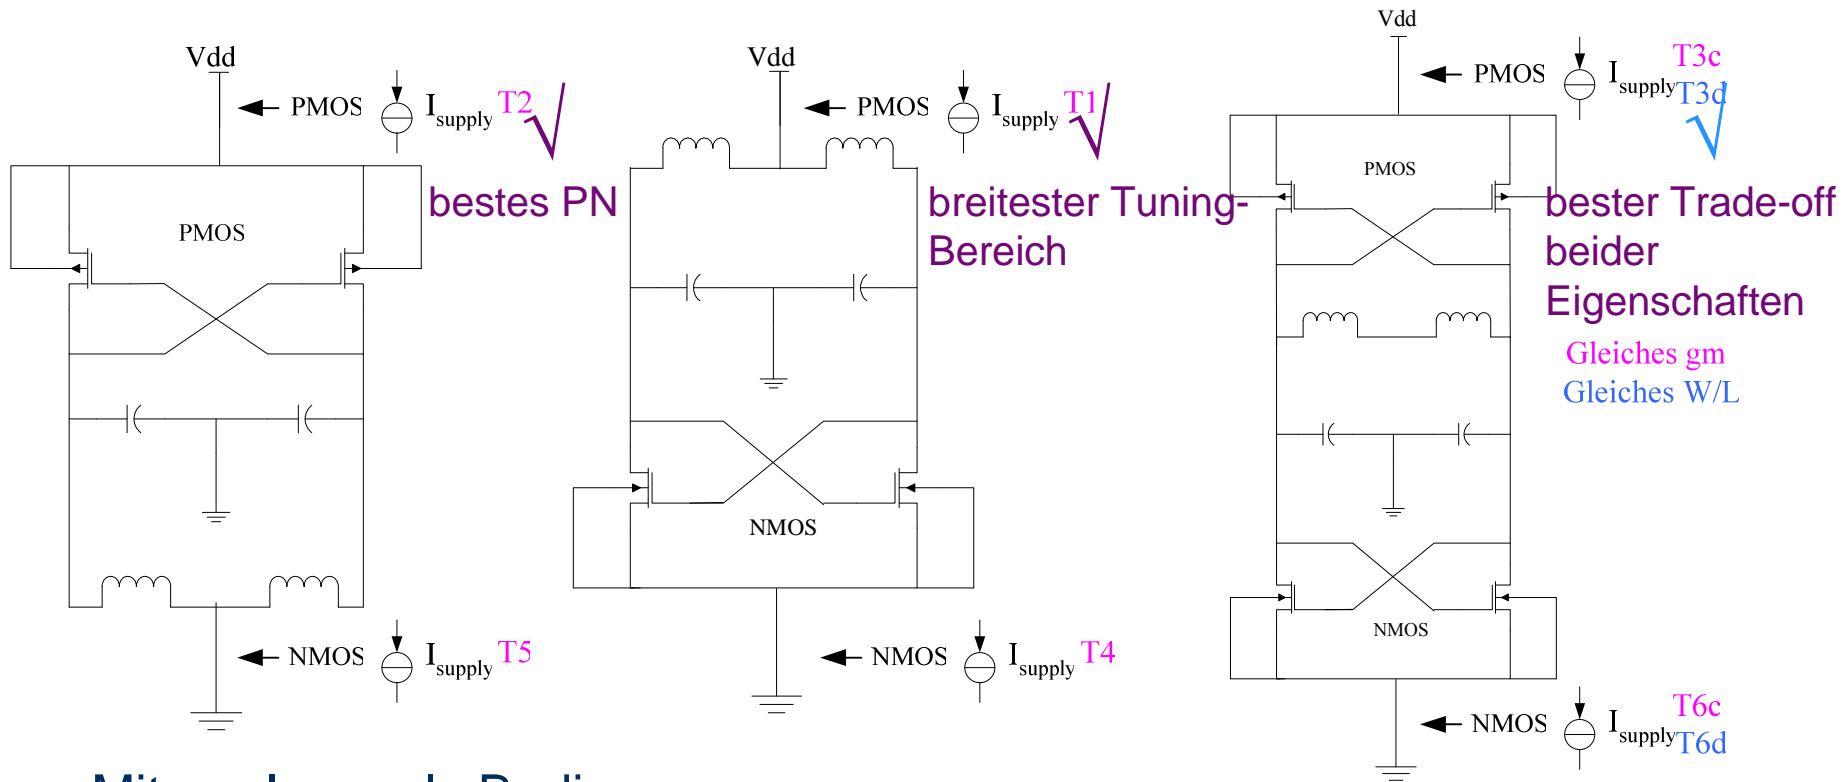 Vdd
PMOS
I supply T2
bestes PN
PMOS
NMOS
I supply T5
Vdd
PMOS
I supply T1
breitester Tuning-
Bereich
NMOS
NMOS
I supply T4
Vdd
PMOS
I supply
T3c
T3d
PMOS
bester Trade-off
beider
Eigenschaften
Gleiches gm
Gleiches W/L
NMOS
NMOS
I supply
T6c
T6d